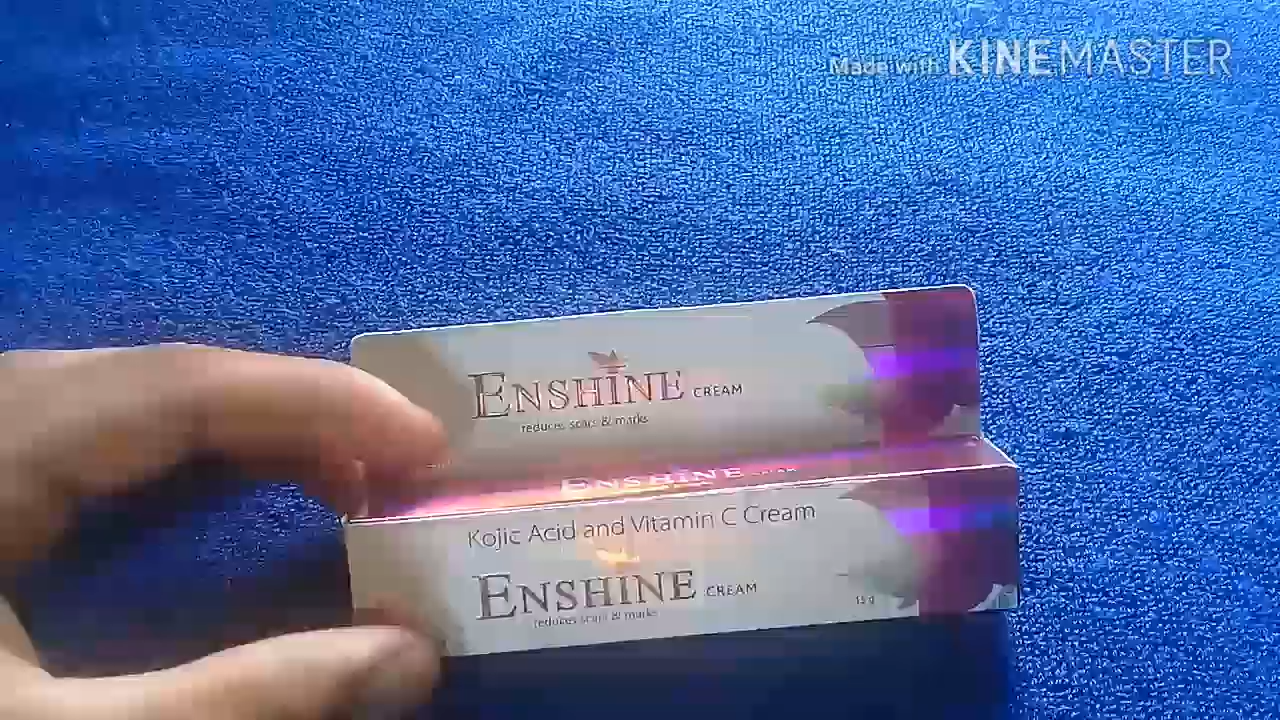 Made with KINEMASTER
ENSHINE CREAM
reduces scars & marks
ENSHINE
Kojic Acid and Vitamin C Cream
ENSHINE CREAM
reduces scars & marks
15 g